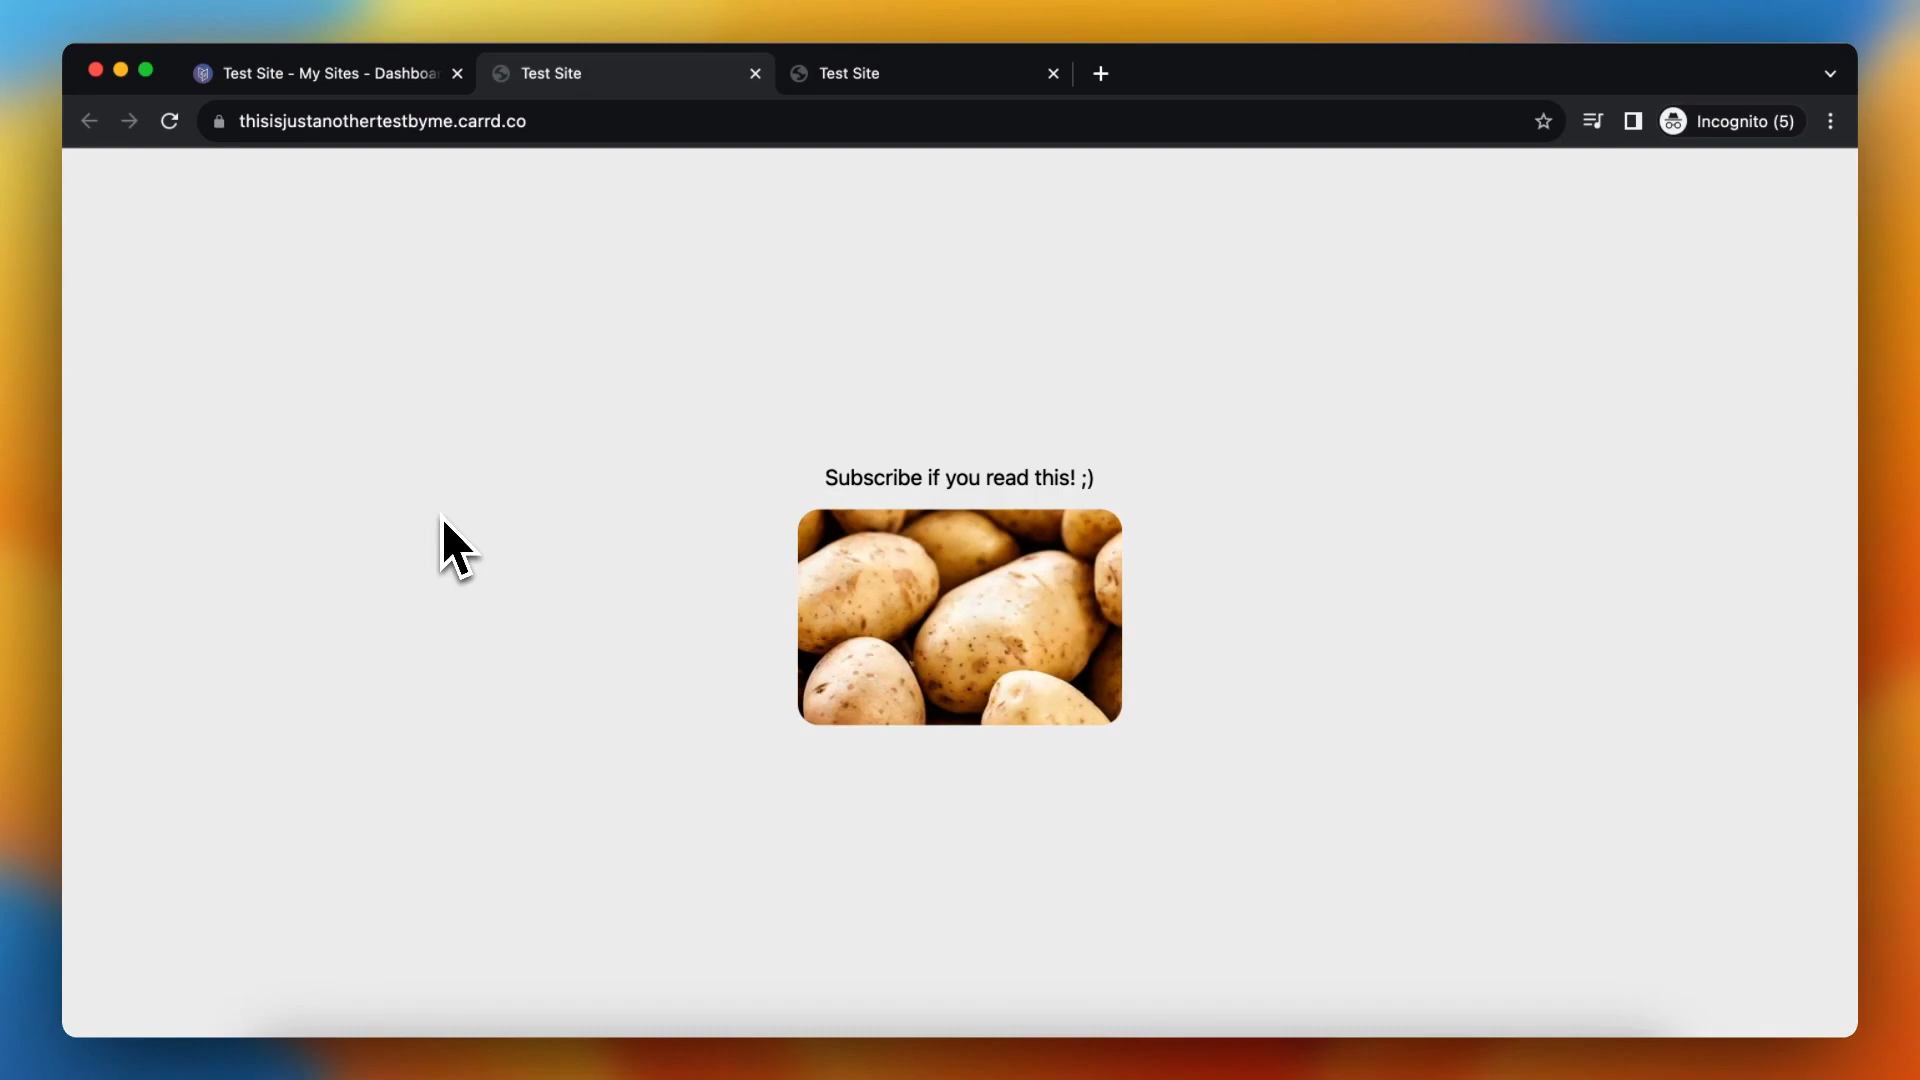 Test Site - My Sites - Dashboa
Test Site
Test Site
thisisjustanothertestbyme.carrd.co
Incognito (5)
Subscribe if you read this! ;)